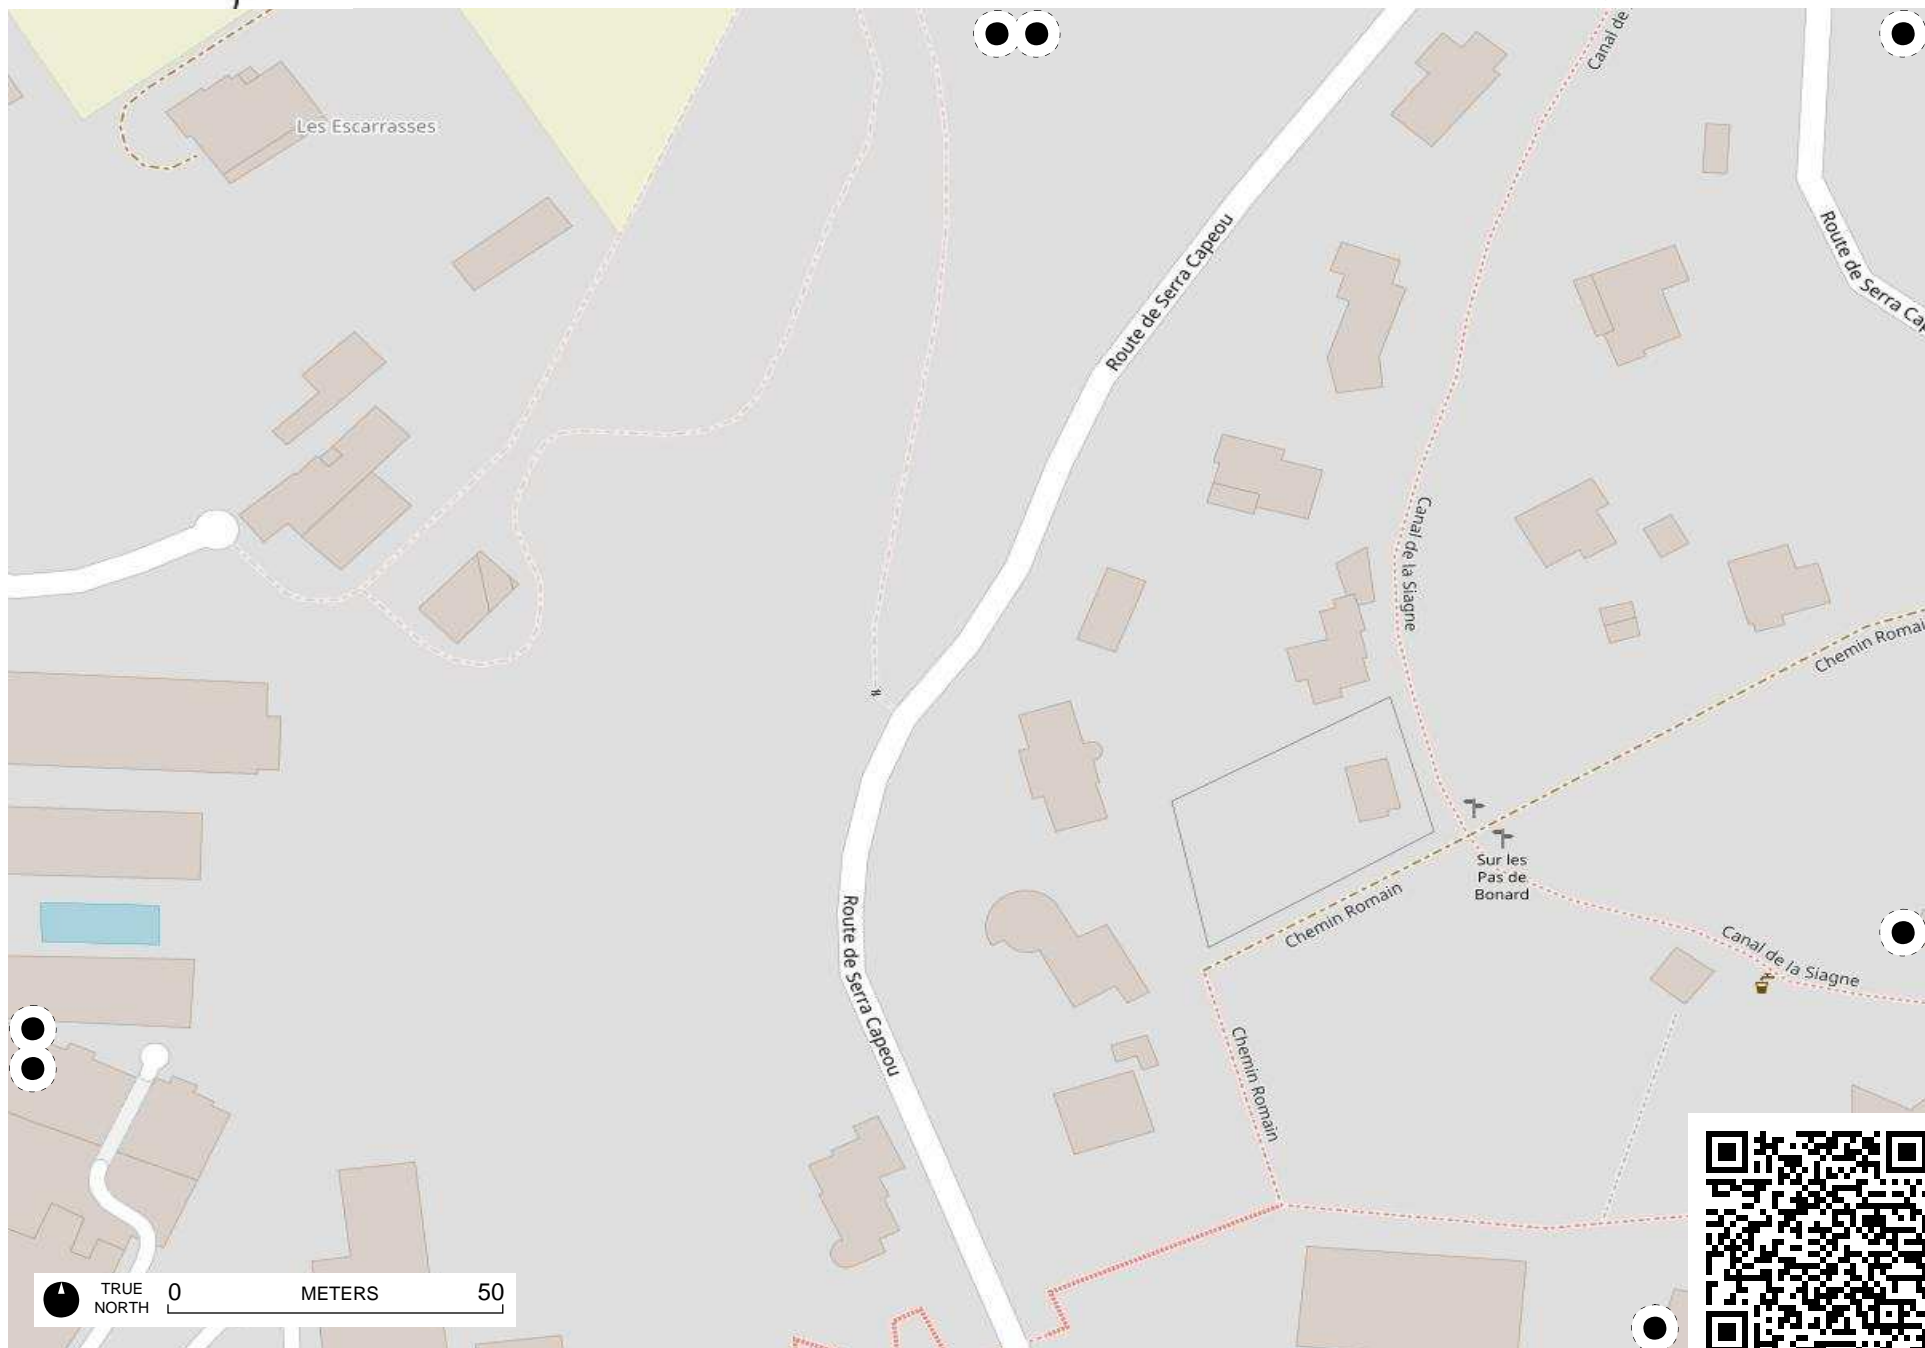 Canal de
Les Escarrasses
Route de Serra Capeou
Route de Serra Cap
Canal de la Siagne
Chemin Romai
Sur les
Pas de
Bonard
Chemin Romain
Route de Serra Capeou
Canal de la Siagne
Chemin Romain
TRUE
NORTH
0 METERS 50